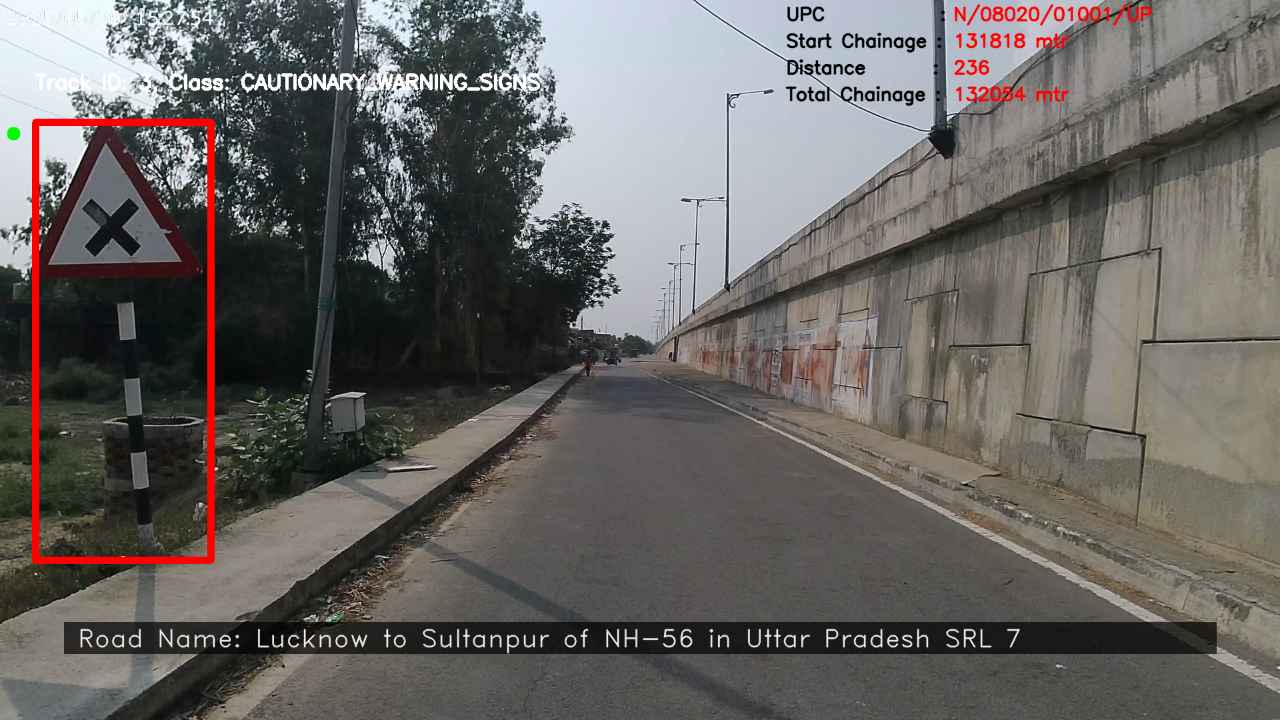 UPC : N/08020/01001/UP
Start Chainage : 131818 mtr
Distance : 236
Total Chainage : 132054 mtr
Track ID: 3, Class: CAUTIONARY_WARNING_SIGNS
Road Name: Lucknow to Sultanpur of NH-56 in Uttar Pradesh SRL 7